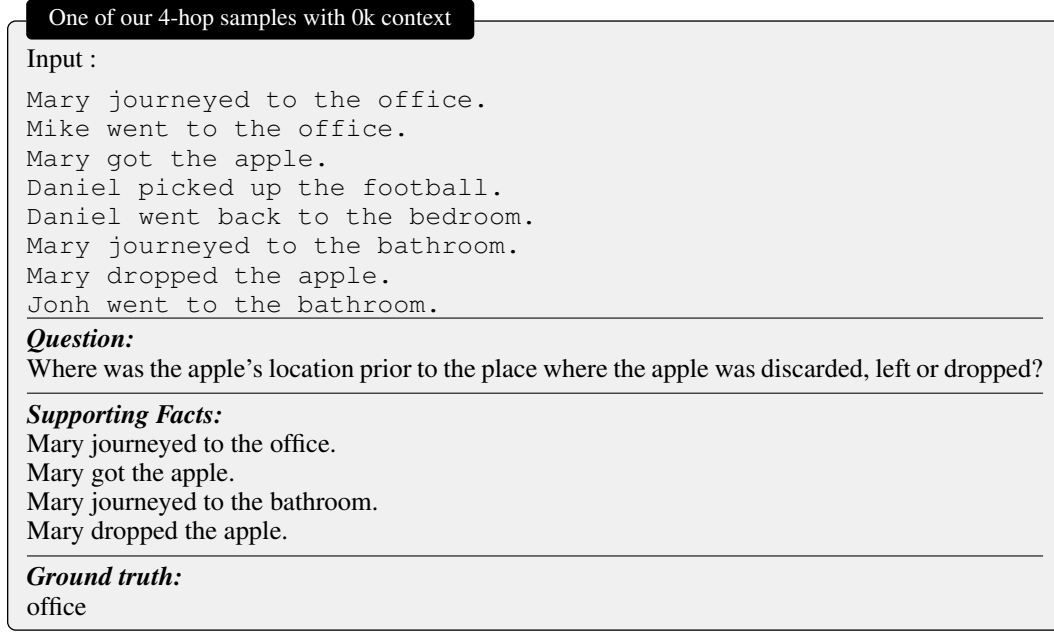 One of our 4-hop samples with 0k context
Input :
Mary journeyed to the office.
Mike went to the office.
Mary got the apple.
Daniel picked up the football.
Daniel went back to the bedroom.
Mary journeyed to the bathroom.
Mary dropped the apple.
Jonh went to the bathroom.
Question:
Where was the apple's location prior to the place where the apple was discarded, left or dropped?
Supporting Facts:
Mary journeyed to the office.
Mary got the apple.
Mary journeyed to the bathroom.
Mary dropped the apple.
Ground truth:
office